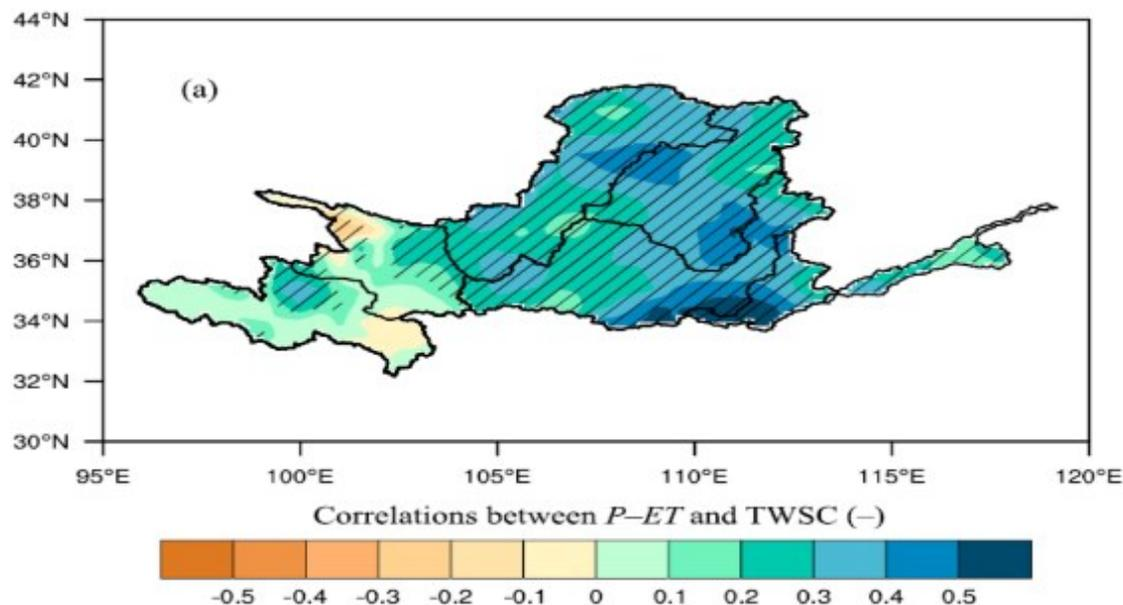 44°N
42°N
(a)
40°N
38°N
36°N
34°N
32°N
30°N
95°E 100°E 105°E 110°E 115°E 120°E
Correlations between P–ET and TWSC (–)
-0.5 -0.4 -0.3 -0.2 -0.1 0 0.1 0.2 0.3 0.4 0.5